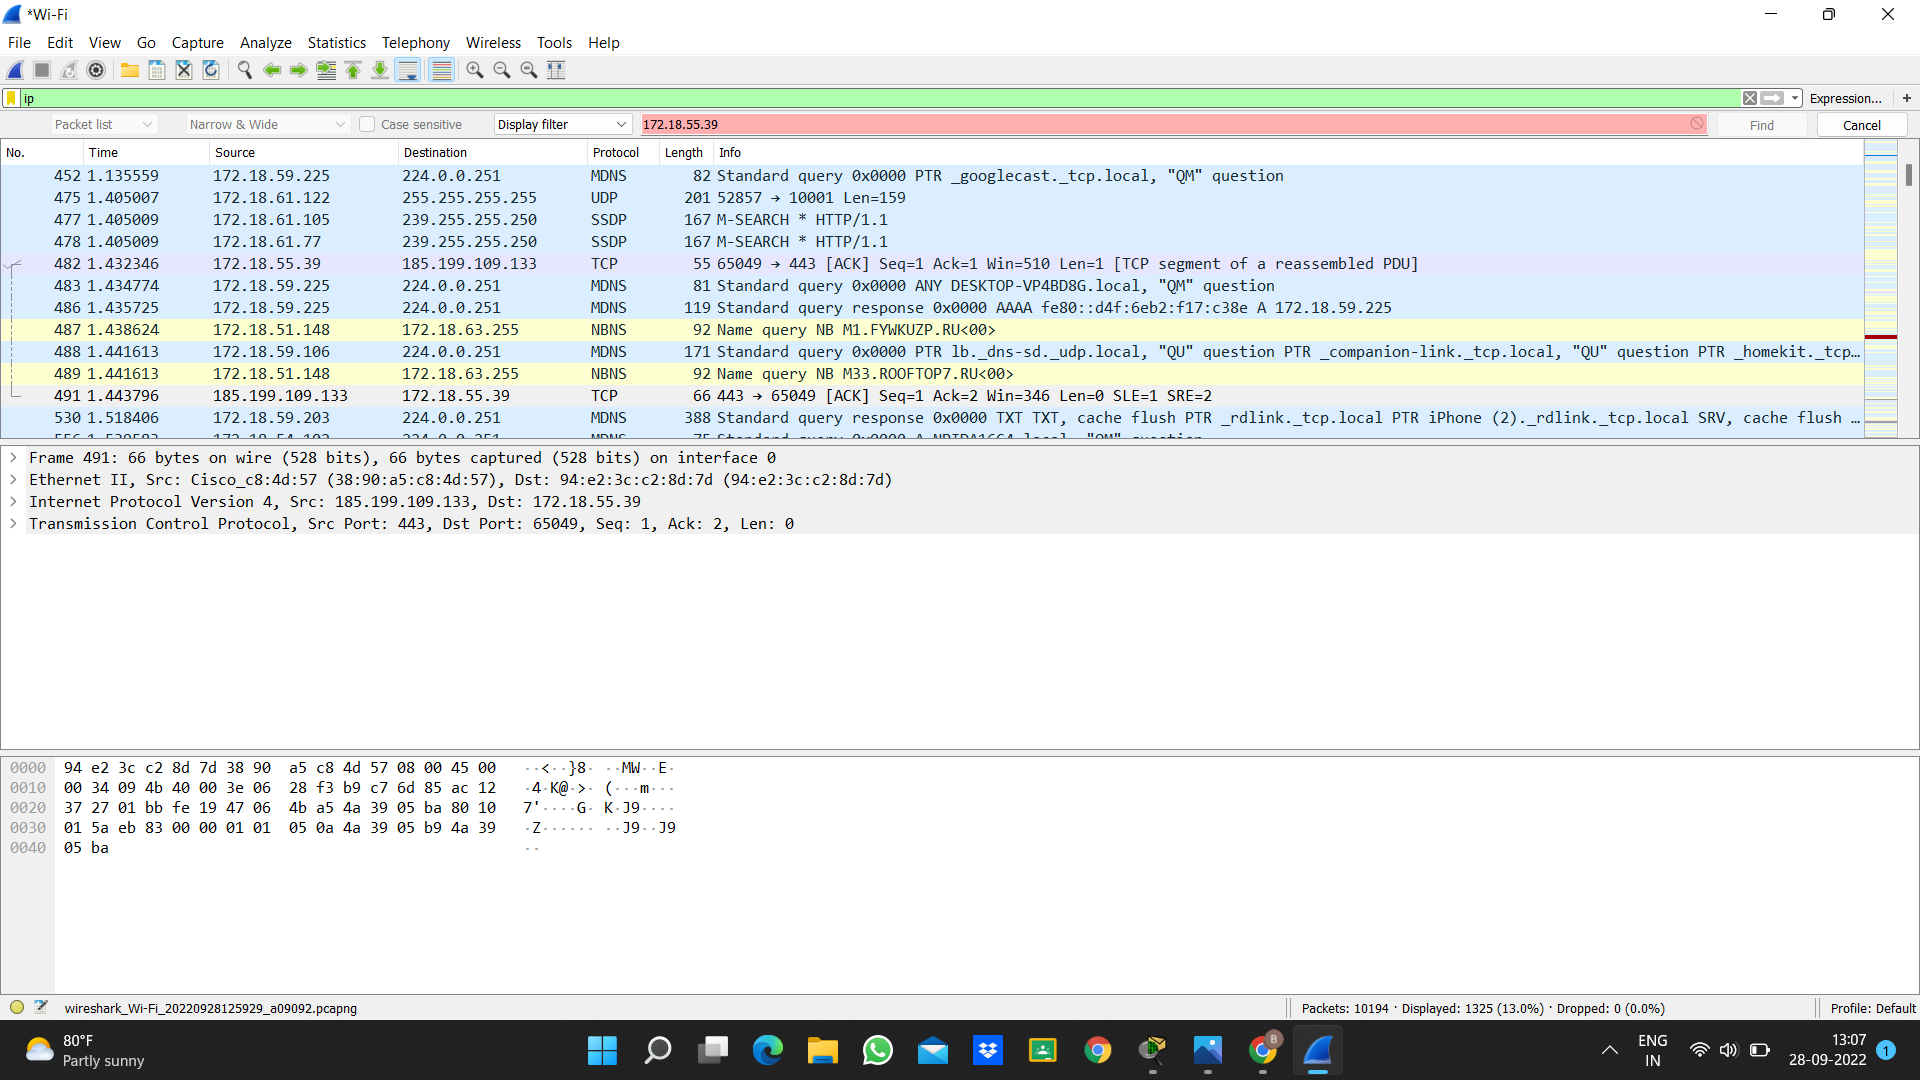 *Wi-Fi
File Edit View Go Capture Analyze Statistics Telephony Wireless Tools Help
ip Expression... +
Packet list Narrow & Wide Case sensitive Display filter 172.18.55.39 Find Cancel
No. Time Source Destination Protocol Length Info
452 1.135559 172.18.59.225 224.0.0.251 MDNS 82 Standard query 0x0000 PTR _googlecast._tcp.local, "QM" question
475 1.405007 172.18.61.122 255.255.255.255 UDP 201 52857 → 10001 Len=159
477 1.405009 172.18.61.105 239.255.255.250 SSDP 167 M-SEARCH * HTTP/1.1
478 1.405009 172.18.61.77 239.255.255.250 SSDP 167 M-SEARCH * HTTP/1.1
482 1.432346 172.18.55.39 185.199.109.133 TCP 55 65049 → 443 [ACK] Seq=1 Ack=1 Win=510 Len=1 [TCP segment of a reassembled PDU]
483 1.434774 172.18.59.225 224.0.0.251 MDNS 81 Standard query 0x0000 ANY DESKTOP-VP4BD8G.local, "QM" question
486 1.435725 172.18.59.225 224.0.0.251 MDNS 119 Standard query response 0x0000 AAAA fe80::d4f:6eb2:f17:c38e A 172.18.59.225
487 1.438624 172.18.51.148 172.18.63.255 NBNS 92 Name query NB M1.FYWKUZP.RU<00>
488 1.441613 172.18.59.106 224.0.0.251 MDNS 171 Standard query 0x0000 PTR lb._dns-sd._udp.local, "QU" question PTR _companion-link._tcp.local, "QU" question PTR _homekit._tcp…
489 1.441613 172.18.51.148 172.18.63.255 NBNS 92 Name query NB M33.ROOFTOP7.RU<00>
491 1.443796 185.199.109.133 172.18.55.39 TCP 66 443 → 65049 [ACK] Seq=1 Ack=2 Win=346 Len=0 SLE=1 SRE=2
530 1.518406 172.18.59.203 224.0.0.251 MDNS 388 Standard query response 0x0000 TXT TXT, cache flush PTR _rdlink._tcp.local PTR iPhone (2)._rdlink._tcp.local SRV, cache flush …
Frame 491: 66 bytes on wire (528 bits), 66 bytes captured (528 bits) on interface 0
Ethernet II, Src: Cisco_c8:4d:57 (38:90:a5:c8:4d:57), Dst: 94:e2:3c:c2:8d:7d (94:e2:3c:c2:8d:7d)
Internet Protocol Version 4, Src: 185.199.109.133, Dst: 172.18.55.39
Transmission Control Protocol, Src Port: 443, Dst Port: 65049, Seq: 1, Ack: 2, Len: 0
0000 94 e2 3c c2 8d 7d 38 90 a5 c8 4d 57 08 00 45 00 ··<··}8· ··MW··E·
0010 00 34 09 4b 40 00 3e 06 28 f3 b9 c7 6d 85 ac 12 ·4·K@·>· (···m···
0020 37 27 01 bb fe 19 47 06 4b a5 4a 39 05 ba 80 10 7'····G· K·J9····
0030 01 5a eb 83 00 00 01 01 05 0a 4a 39 05 b9 4a 39 ·Z······ ··J9··J9
0040 05 ba ··
wireshark_Wi-Fi_20220928125929_a09092.pcapng Packets: 10194 · Displayed: 1325 (13.0%) · Dropped: 0 (0.0%) Profile: Default
80°F
Partly sunny
B
ENG
IN
13:07
28-09-2022
1